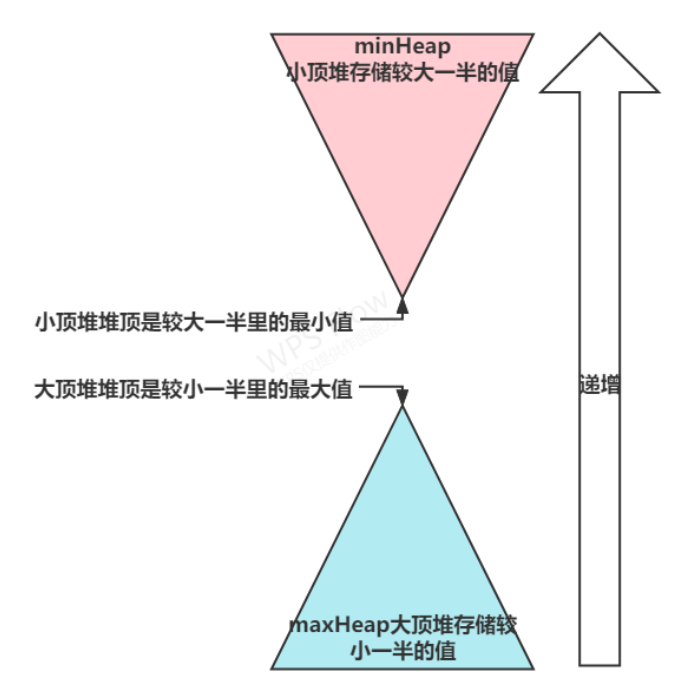 minHeap
小顶堆存储较大一半的值
小顶堆堆顶是较大一半里的最小值
大顶堆堆顶是较小一半里的最大值
递增
maxHeap大顶堆存储较
小一半的值